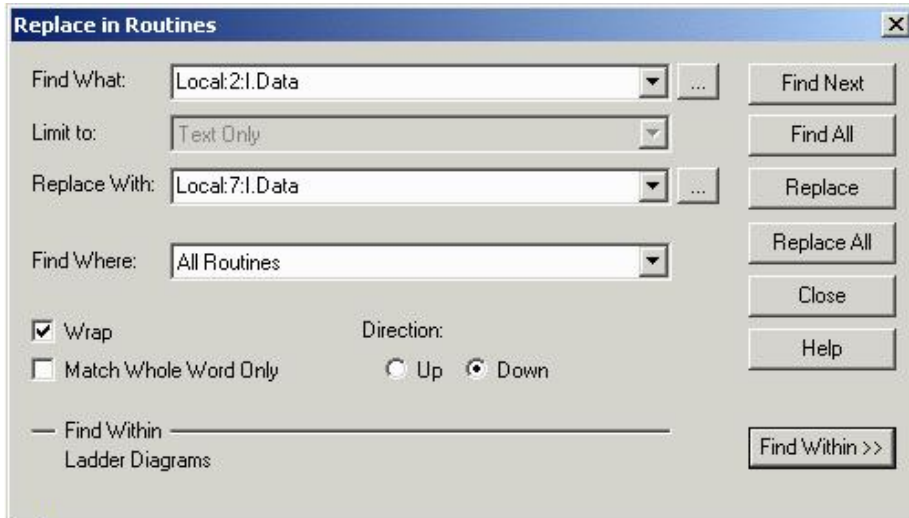 Replace in Routines
Find What: Local:2:I.Data ... Find Next
Limit to: Text Only Find All
Replace With: Local:7:I.Data ... Replace
Find Where: All Routines Replace All
Close
Wrap Direction:
Help
Match Whole Word Only Up Down
Find Within
Ladder Diagrams
Find Within >>